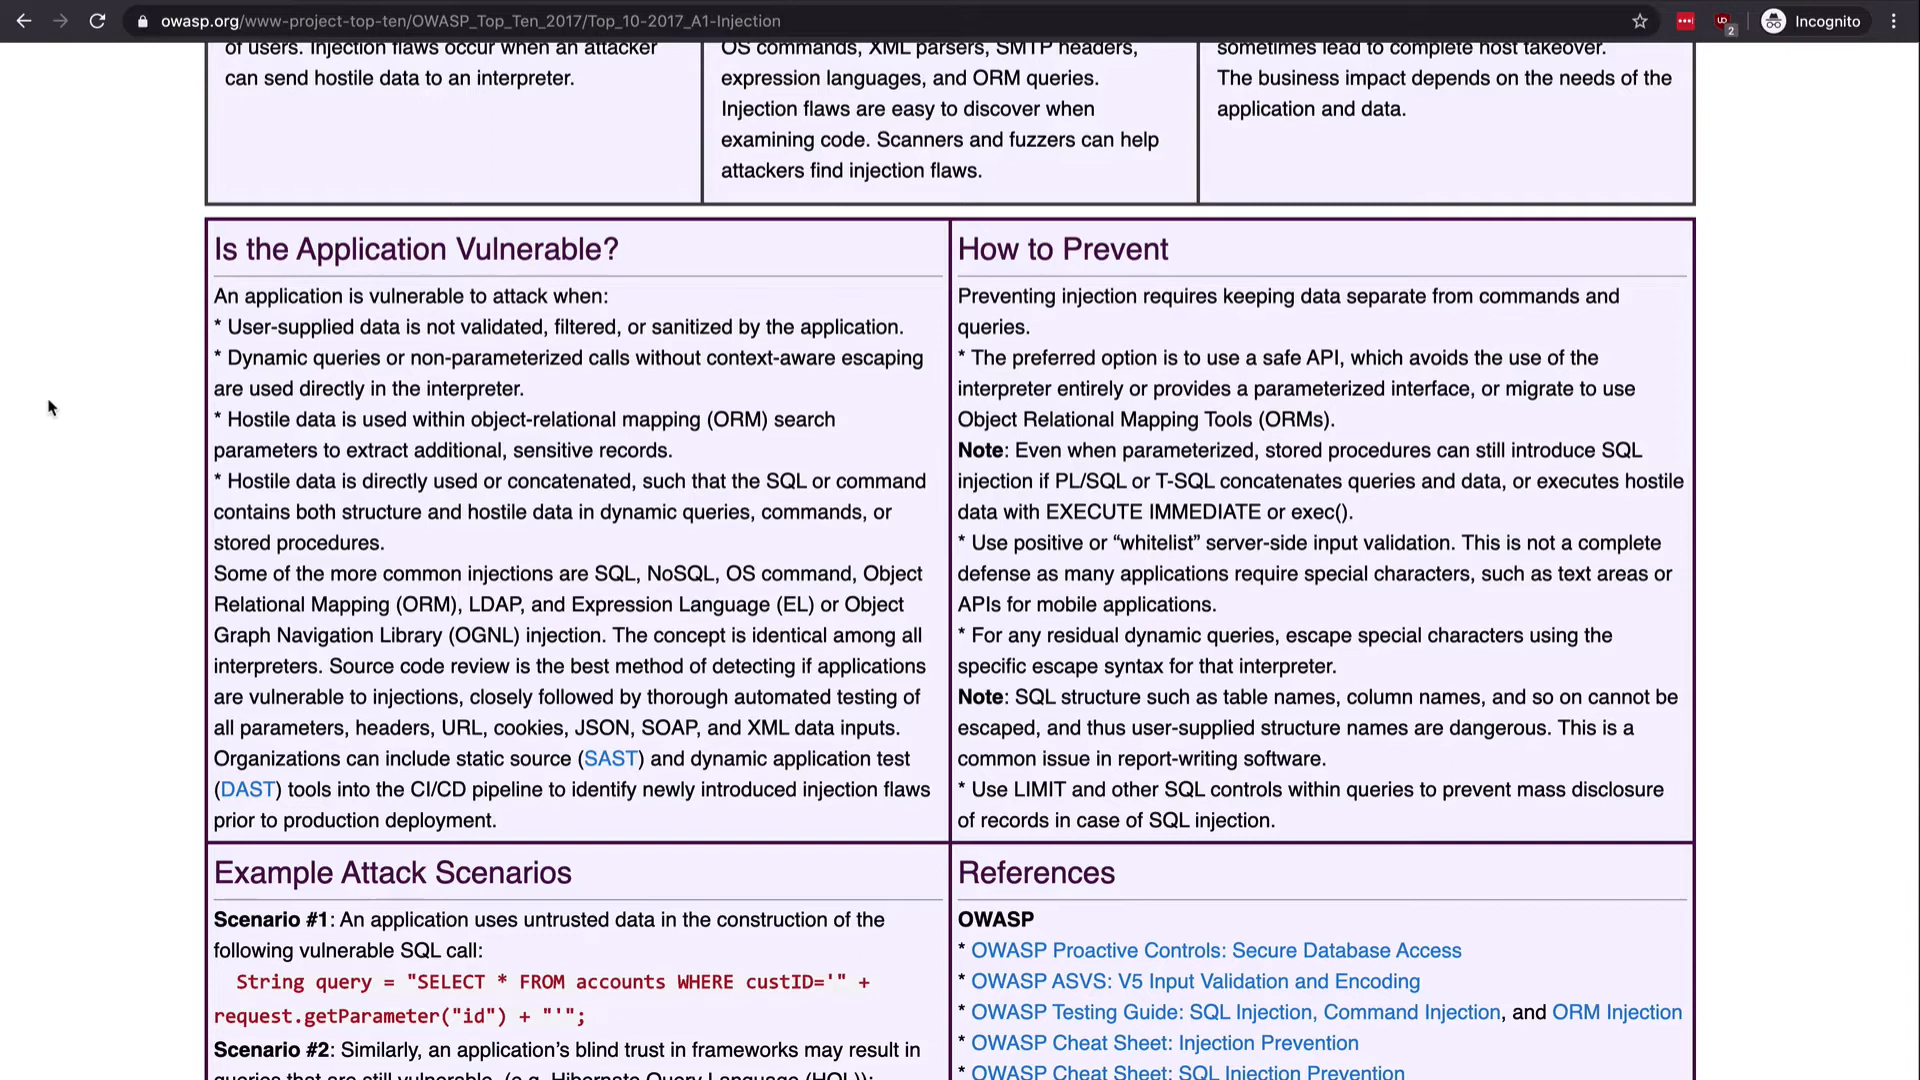 owasp.org/www-project-top-ten/OWASP_Top_Ten_2017/Top_10-2017_A1-Injection
2
Incognito
of users. Injection flaws occur when an attacker
can send hostile data to an interpreter.
OS commands, XML parsers, SMTP headers,
expression languages, and ORM queries.
Injection flaws are easy to discover when
examining code. Scanners and fuzzers can help
attackers find injection flaws.
sometimes lead to complete host takeover.
The business impact depends on the needs of the
application and data.
Is the Application Vulnerable?
An application is vulnerable to attack when:
* User-supplied data is not validated, filtered, or sanitized by the application.
* Dynamic queries or non-parameterized calls without context-aware escaping
are used directly in the interpreter.
* Hostile data is used within object-relational mapping (ORM) search
parameters to extract additional, sensitive records.
* Hostile data is directly used or concatenated, such that the SQL or command
contains both structure and hostile data in dynamic queries, commands, or
stored procedures.
Some of the more common injections are SQL, NoSQL, OS command, Object
Relational Mapping (ORM), LDAP, and Expression Language (EL) or Object
Graph Navigation Library (OGNL) injection. The concept is identical among all
interpreters. Source code review is the best method of detecting if applications
are vulnerable to injections, closely followed by thorough automated testing of
all parameters, headers, URL, cookies, JSON, SOAP, and XML data inputs.
Organizations can include static source (SAST) and dynamic application test
(DAST) tools into the CI/CD pipeline to identify newly introduced injection flaws
prior to production deployment.
How to Prevent
Preventing injection requires keeping data separate from commands and
queries.
* The preferred option is to use a safe API, which avoids the use of the
interpreter entirely or provides a parameterized interface, or migrate to use
Object Relational Mapping Tools (ORMs).
Note: Even when parameterized, stored procedures can still introduce SQL
injection if PL/SQL or T-SQL concatenates queries and data, or executes hostile
data with EXECUTE IMMEDIATE or exec().
* Use positive or “whitelist” server-side input validation. This is not a complete
defense as many applications require special characters, such as text areas or
APIs for mobile applications.
* For any residual dynamic queries, escape special characters using the
specific escape syntax for that interpreter.
Note: SQL structure such as table names, column names, and so on cannot be
escaped, and thus user-supplied structure names are dangerous. This is a
common issue in report-writing software.
* Use LIMIT and other SQL controls within queries to prevent mass disclosure
of records in case of SQL injection.
Example Attack Scenarios
Scenario #1: An application uses untrusted data in the construction of the
following vulnerable SQL call:
String query = "SELECT * FROM accounts WHERE custID='" +
request.getParameter("id") + "'";
Scenario #2: Similarly, an application’s blind trust in frameworks may result in
queries that are still vulnerable, (e.g. Hibernate Query Language (HQL)):
References
OWASP
* OWASP Proactive Controls: Secure Database Access
* OWASP ASVS: V5 Input Validation and Encoding
* OWASP Testing Guide: SQL Injection, Command Injection, and ORM Injection
* OWASP Cheat Sheet: Injection Prevention
* OWASP Cheat Sheet: SQL Injection Prevention